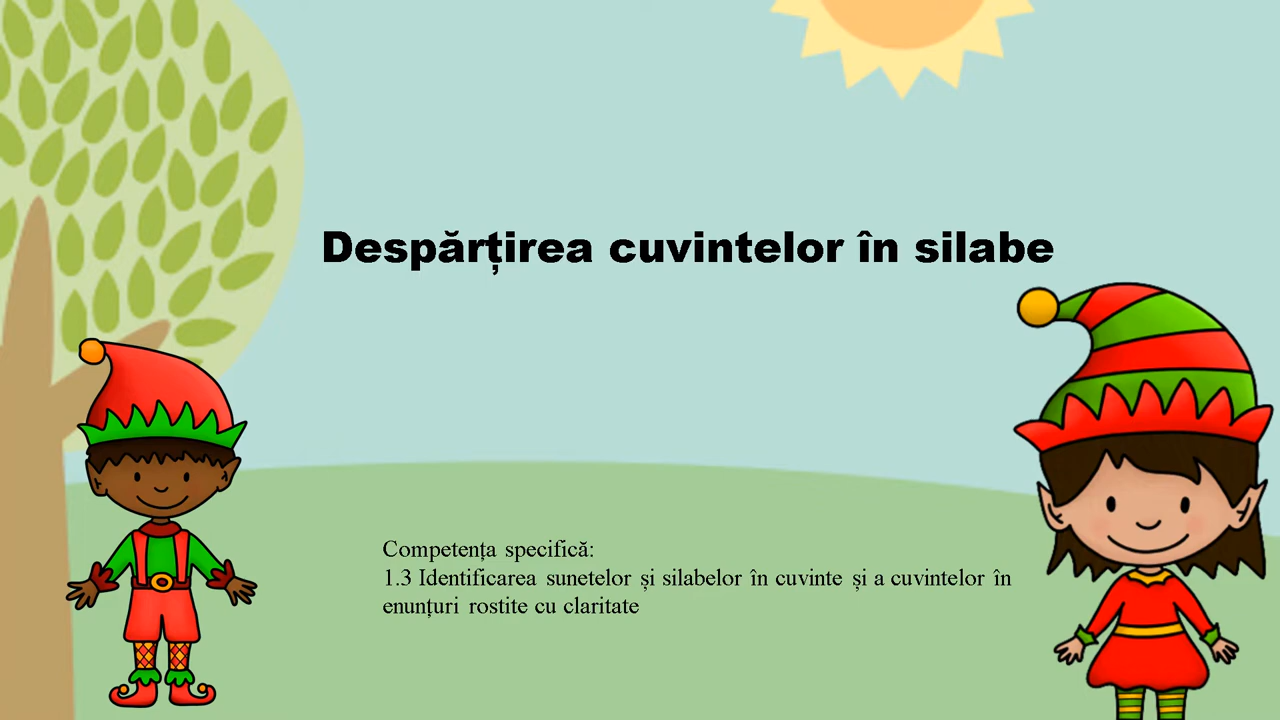 Despărțirea cuvintelor în silabe
Competența specifică:
1.3 Identificarea sunetelor și silabelor în cuvinte și a cuvintelor în
enunțuri rostite cu claritate